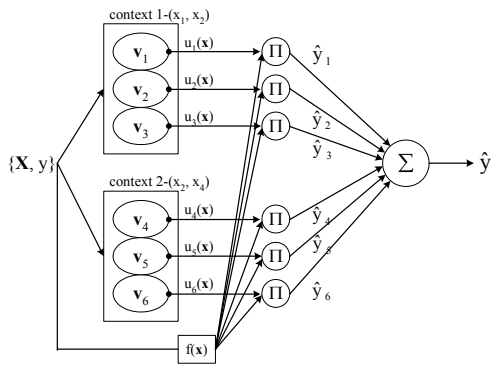 context 1-(x₁, x₂)
v₁ u₁(x) Π ŷ₁
v₂ u₂(x) Π ŷ₂
v₃ u₃(x) Π ŷ₃
{X, y} Σ ŷ
context 2-(x₂, x₄)
v₄ u₄(x) Π ŷ₄
v₅ u₅(x) Π ŷ₅
v₆ u₆(x) Π ŷ₆
f(x)